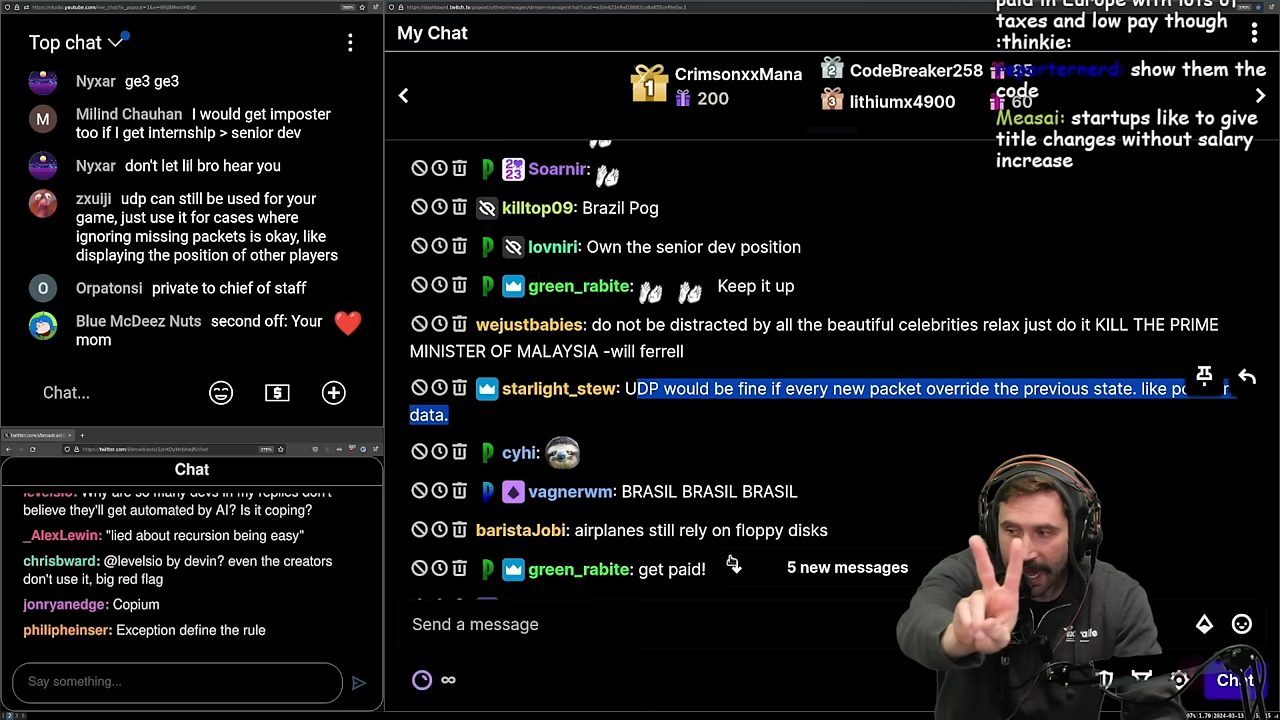 Top chat
Nyxar ge3 ge3
Milind Chauhan I would get imposter
too if I get internship > senior dev
Nyxar don't let lil bro hear you
zxuiji udp can still be used for your
game, just use it for cases where
ignoring missing packets is okay, like
displaying the position of other players
Orpatonsi private to chief of staff
Blue McDeez Nuts second off: Your
mom
Chat...
Chat
believe they'll get automated by AI? Is it coping?
_AlexLewin: "lied about recursion being easy"
chrisbward: @levelsio by devin? even the creators
don't use it, big red flag
jonryanedge: Copium
philipheinser: Exception define the rule
Say something...
My Chat
1 CrimsonxxMana
200
2 CodeBreaker258
3 lithiumx4900 60
Soarnir:
killtop09: Brazil Pog
lovniri: Own the senior dev position
green_rabite: Keep it up
wejustbabies: do not be distracted by all the beautiful celebrities relax just do it KILL THE PRIME
MINISTER OF MALAYSIA -will ferrell
starlight_stew: UDP would be fine if every new packet override the previous state. like
data.
cyhi:
vagnerwm: BRASIL BRASIL BRASIL
baristaJobi: airplanes still rely on floppy disks
green_rabite: get paid!
5 new messages
Send a message
Chat
paid in Europe with lots of
taxes and low pay though
:thinkie:
show them the
code
Measai: startups like to give
title changes without salary
increase